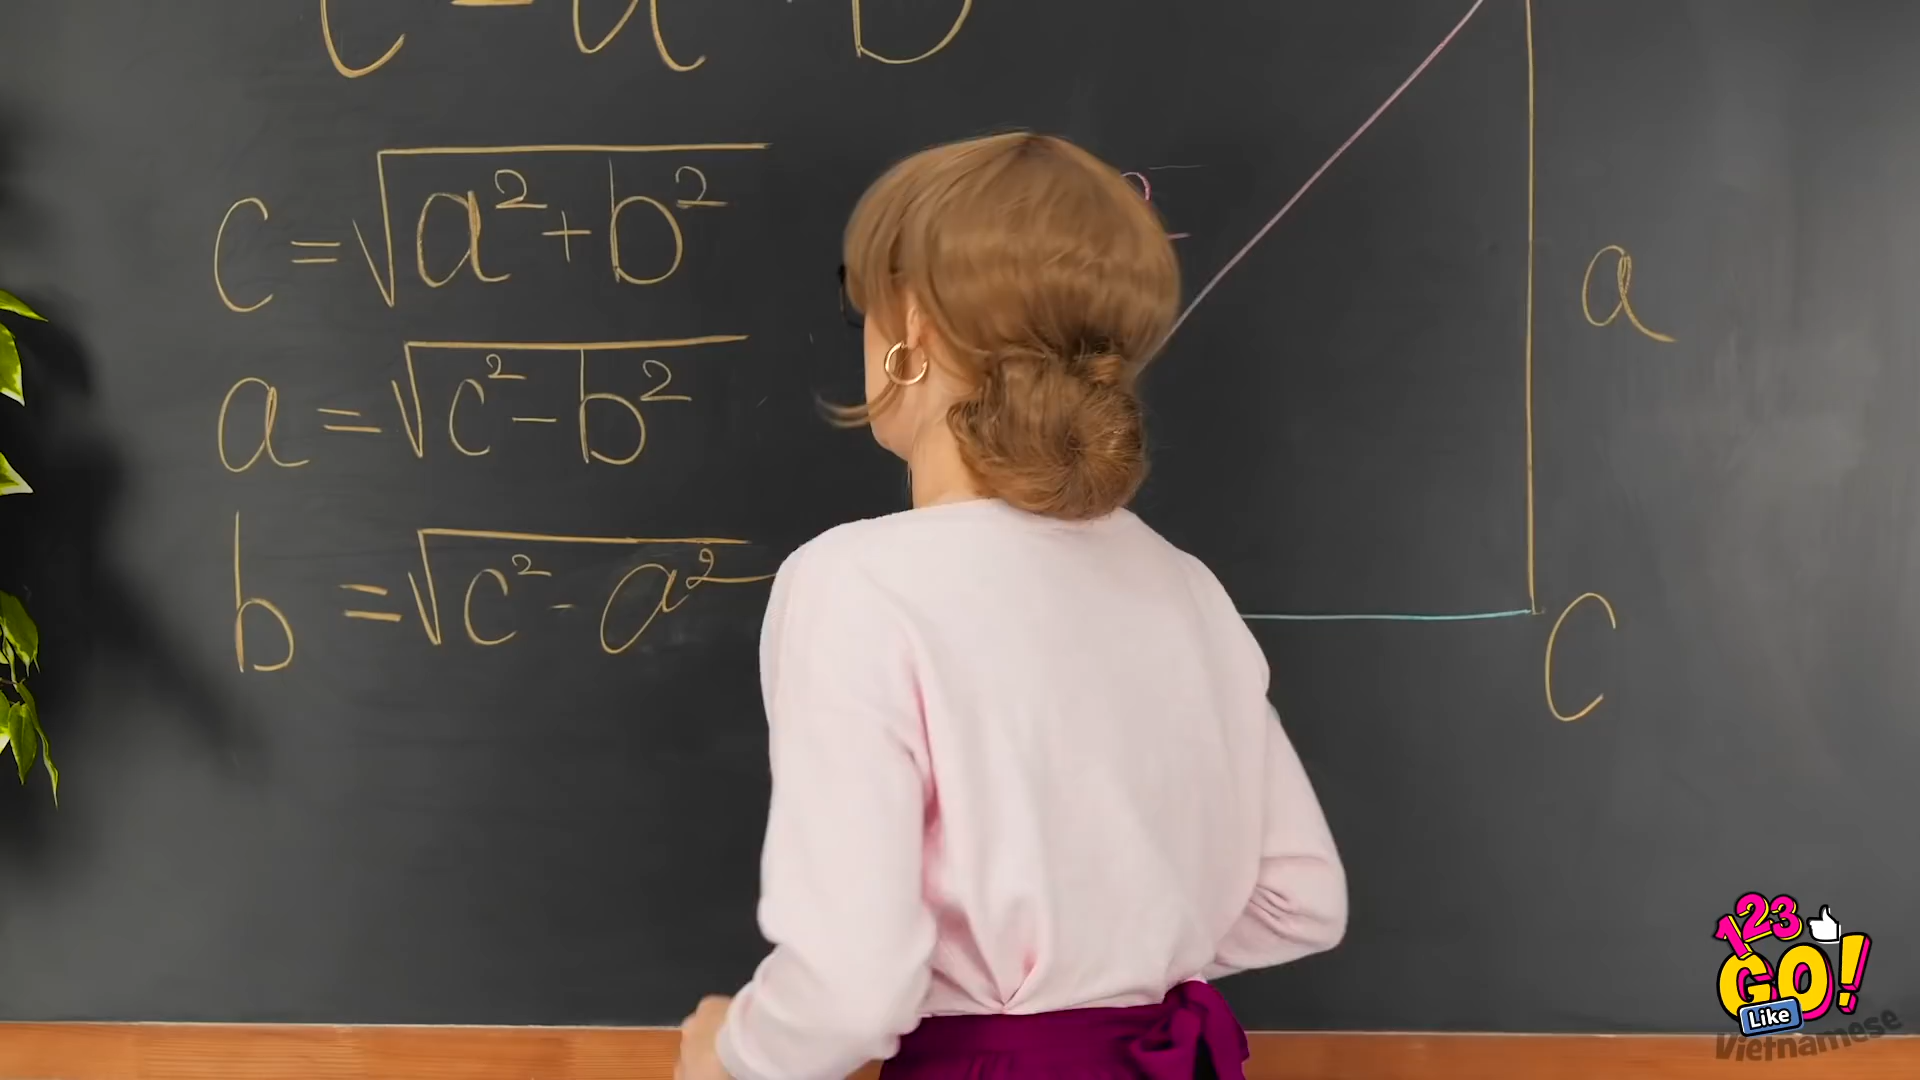 c = √a²+b²
a = √c²-b²
b = √c²-a²
a
C
123
GO!
Like
Vietnamese